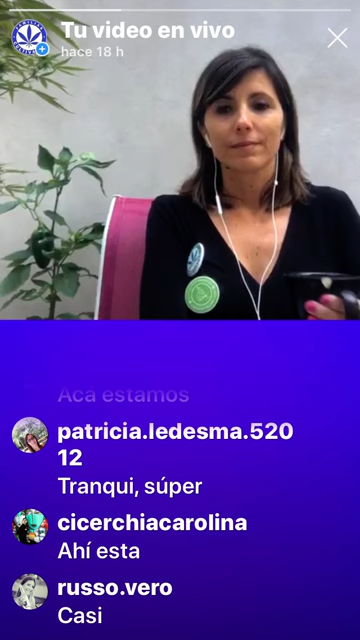 Tu video en vivo
hace 18 h
Acá estamos
patricia.ledesma.520
12
Tranqui, súper
cicerchiacarolina
Ahí esta
russo.vero
Casi